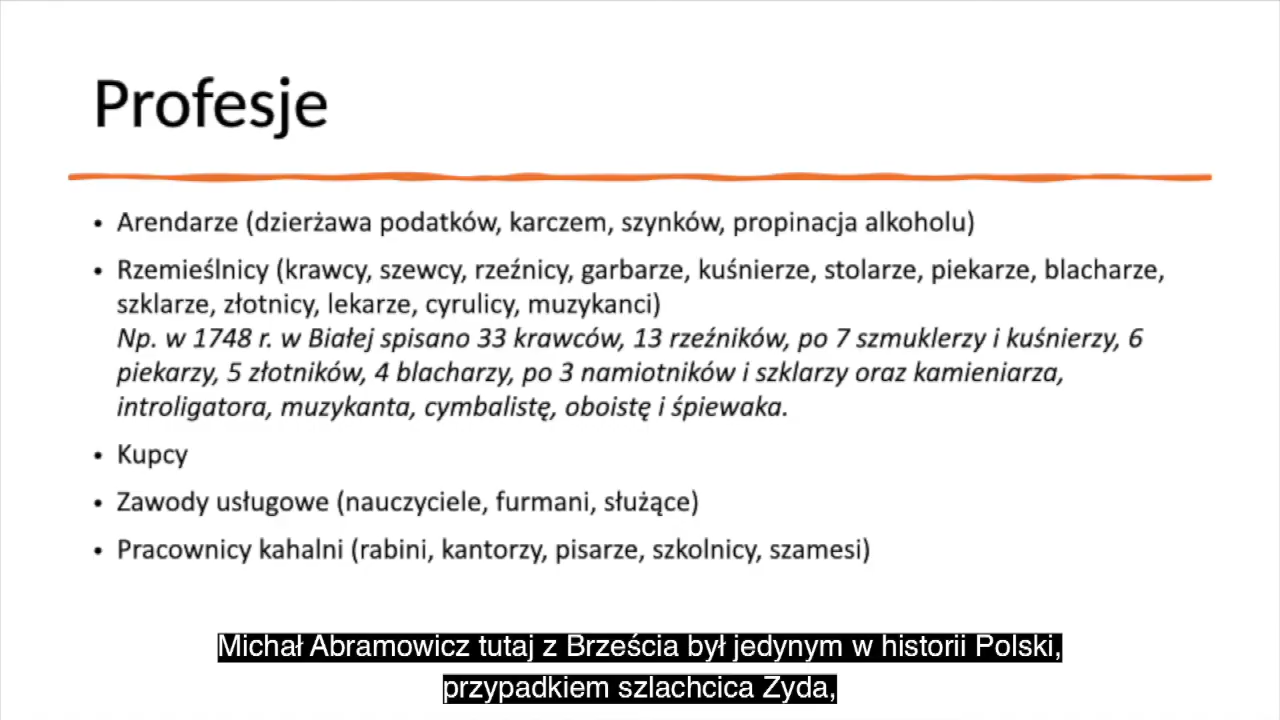 Profesje
• Arendarze (dzierżawa podatków, karczem, szynków, propinacja alkoholu)
• Rzemieślnicy (krawcy, szewcy, rzeźnicy, garbarze, kuśnierze, stolarze, piekarze, blacharze,
szklarze, złotnicy, lekarze, cyrulicy, muzykanci)
Np. w 1748 r. w Białej spisano 33 krawców, 13 rzeźników, po 7 szmuklerzy i kuśnierzy, 6
piekarzy, 5 złotników, 4 blacharzy, po 3 namiotników i szklarzy oraz kamieniarza,
introligatora, muzykanta, cymbalistę, oboistę i śpiewaka.
• Kupcy
• Zawody usługowe (nauczyciele, furmani, służące)
• Pracownicy kahalni (rabini, kantorzy, pisarze, szkolnicy, szamesi)
Michał Abramowicz tutaj z Brześcia był jedynym w historii Polski,
przypadkiem szlachcica Zyda,